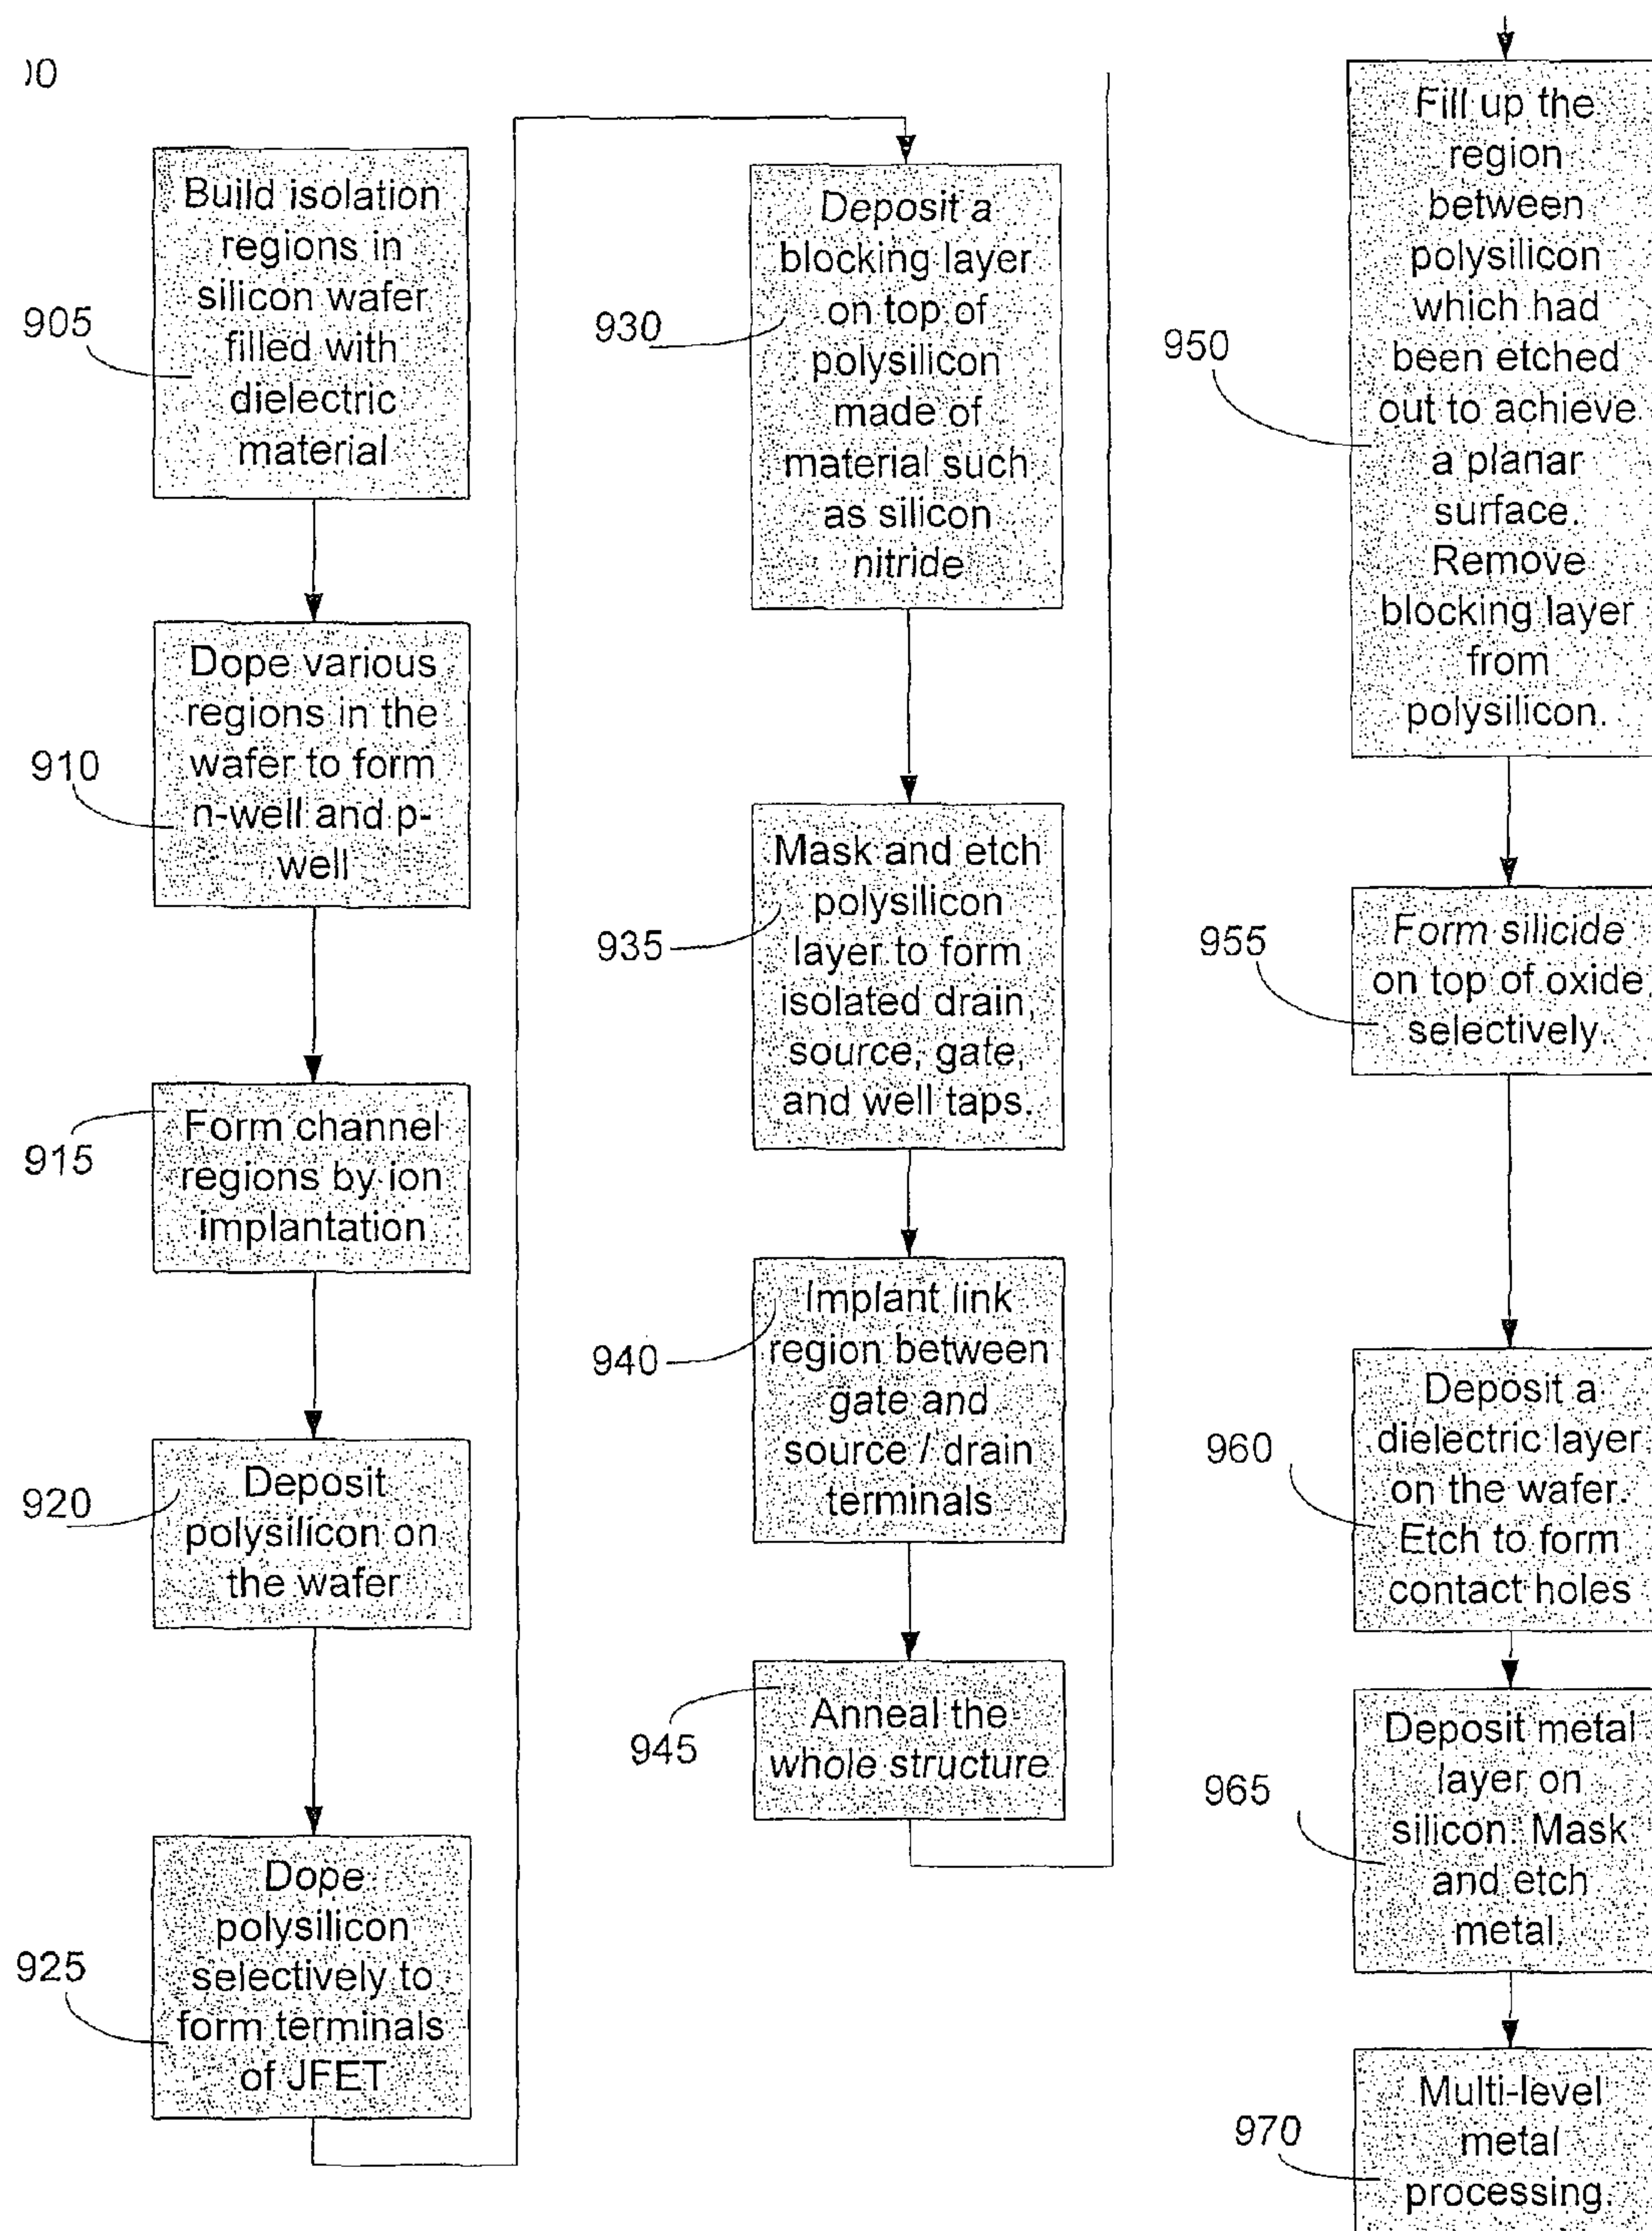 905
Build isolation
regions in
silicon wafer
filled with
dielectric
material
910
Dope various
regions in the
wafer to form
n-well and p-
well
915
Form channel
regions by ion
implantation
920
Deposit
polysilicon on
the wafer
925
Dope
polysilicon
selectively to
form terminals
of JFET
930
Deposit a
blocking layer
on top of
polysilicon
made of
material such
as silicon
nitride
935
Mask and etch
polysilicon
layer to form
isolated drain,
source, gate,
and well taps.
940
Implant link
region between
gate and
source / drain
terminals
945
Anneal the
whole structure
950
Fill up the
region
between
polysilicon
which had
been etched
out to achieve
a planar
surface.
Remove
blocking layer
from
polysilicon.
955
Form silicide
on top of oxide
selectively.
960
Deposit a
dielectric layer
on the wafer.
Etch to form
contact holes
965
Deposit metal
layer on
silicon. Mask
and etch
metal.
970
Multi-level
metal
processing.